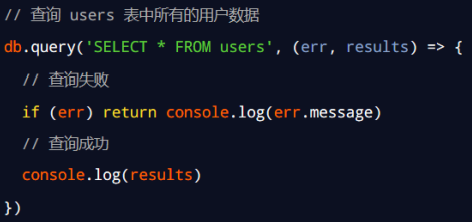 // 查询 users 表中所有的用户数据
db.query('SELECT * FROM users', (err, results) => {
  // 查询失败
  if (err) return console.log(err.message)
  // 查询成功
  console.log(results)
})